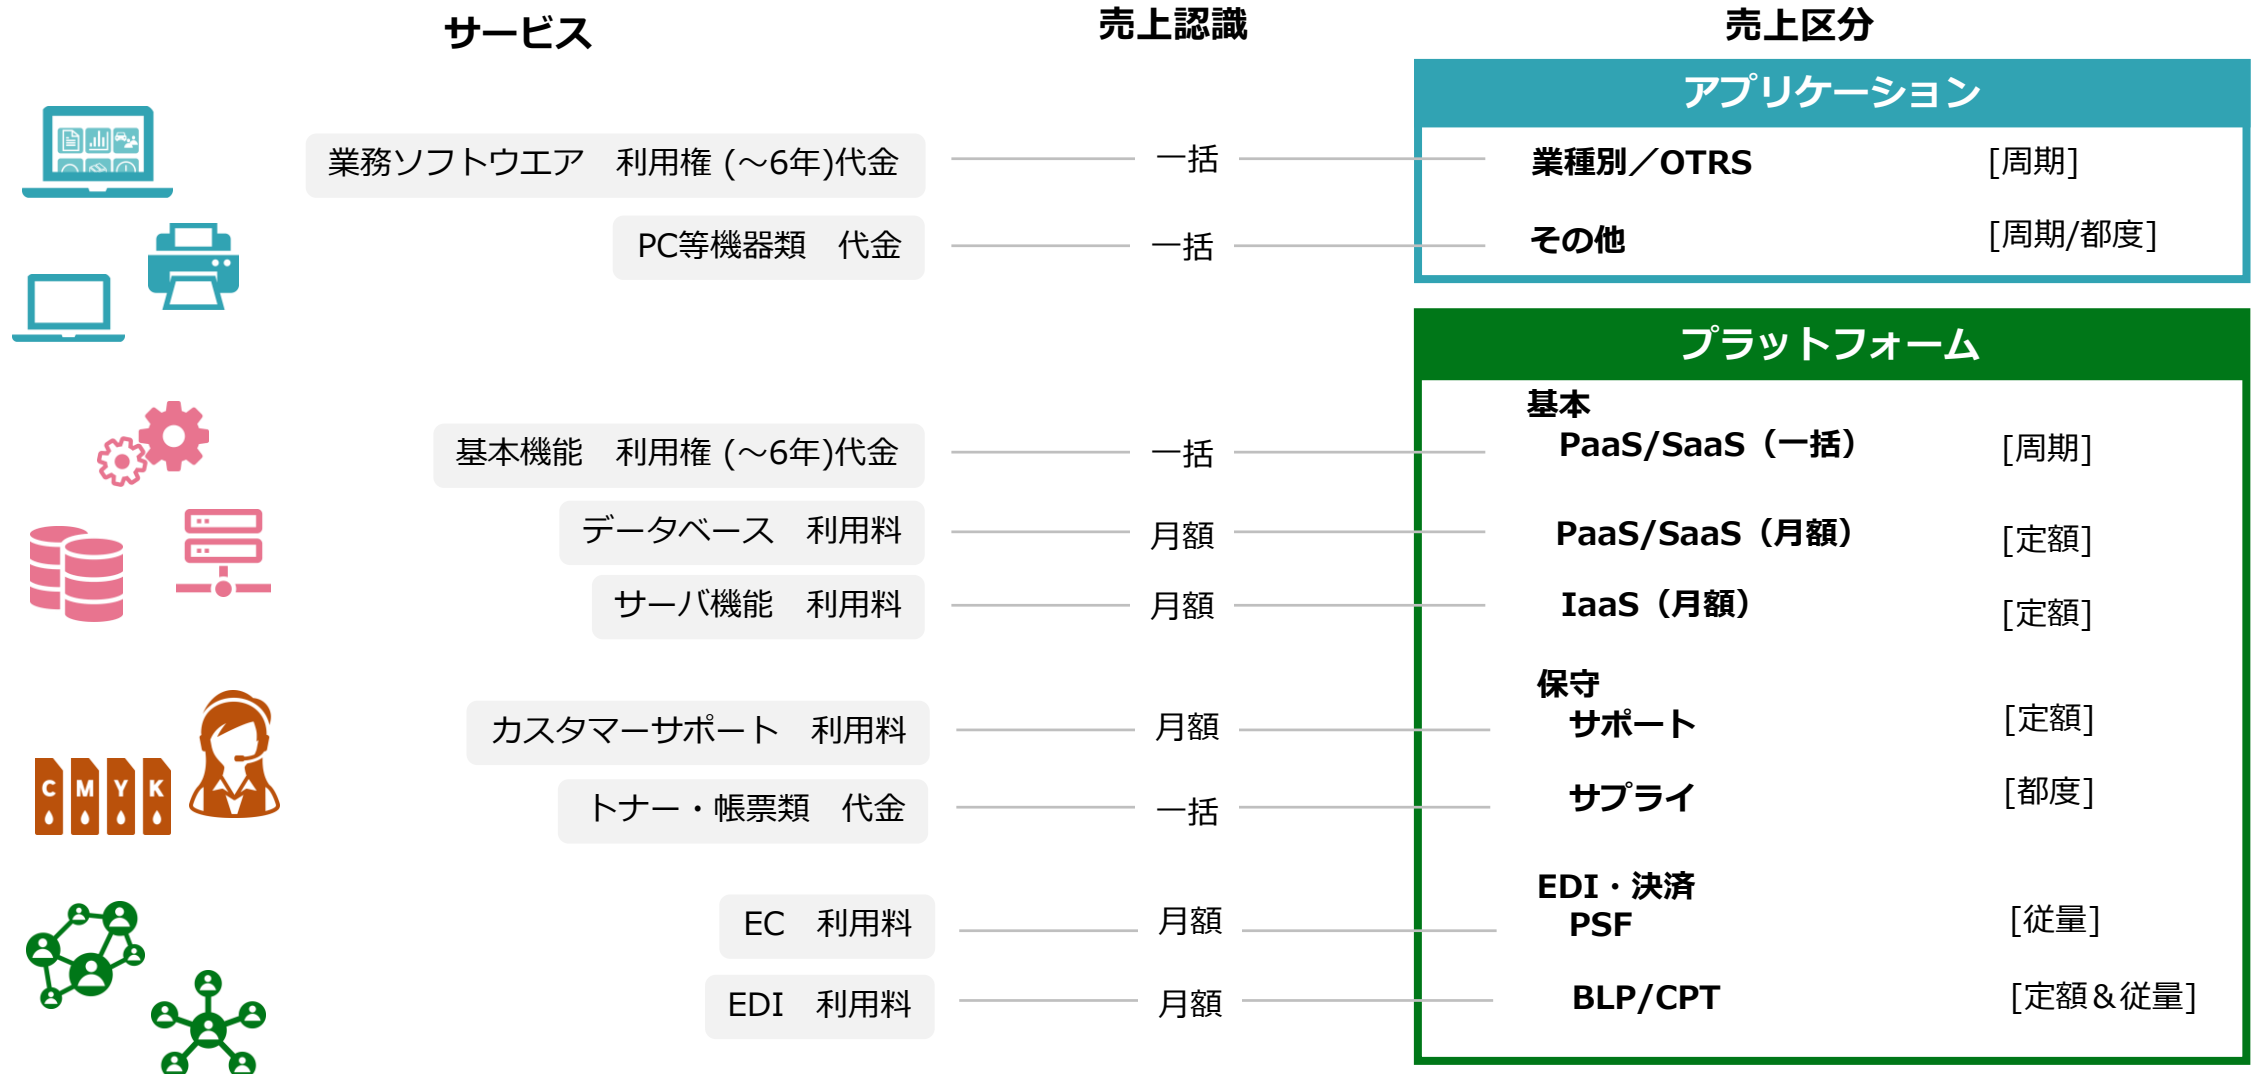 サービス 売上認識 売上区分
アプリケーション
業務ソフトウエア　利用権 (～6年)代金 一括 業種別／OTRS [周期]
PC等機器類　代金 一括 その他 [周期/都度]
プラットフォーム
基本
基本機能　利用権 (～6年)代金 一括 PaaS/SaaS（一括） [周期]
データベース　利用料 月額 PaaS/SaaS（月額） [定額]
サーバ機能　利用料 月額 IaaS（月額） [定額]
保守
カスタマーサポート　利用料 月額 サポート [定額]
トナー・帳票類　代金 一括 サプライ [都度]
C M Y K
EDI・決済
EC　利用料 月額 PSF [従量]
EDI　利用料 月額 BLP/CPT [定額＆従量]